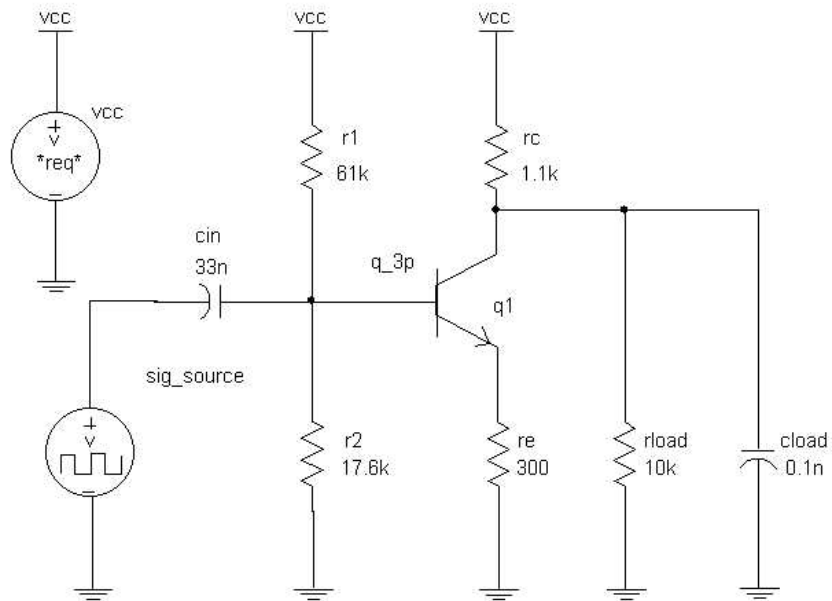 vcc
vcc
vcc
vcc
+
v
*req*
−
r1
61k
rc
1.1k
cin
33n
q_3p
q1
sig_source
+
v
−
r2
17.6k
re
300
rload
10k
cload
0.1n